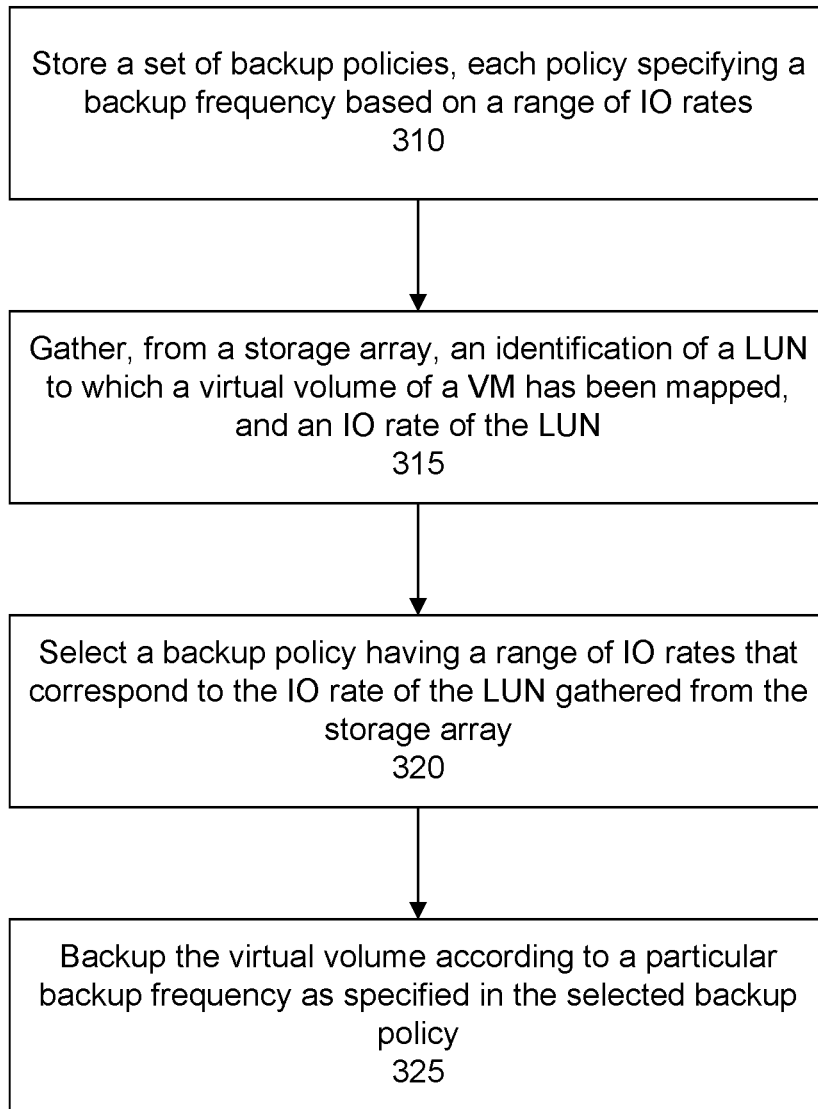 Store a set of backup policies, each policy specifying a
backup frequency based on a range of IO rates
310
Gather, from a storage array, an identification of a LUN
to which a virtual volume of a VM has been mapped,
and an IO rate of the LUN
315
Select a backup policy having a range of IO rates that
correspond to the IO rate of the LUN gathered from the
storage array
320
Backup the virtual volume according to a particular
backup frequency as specified in the selected backup
policy
325